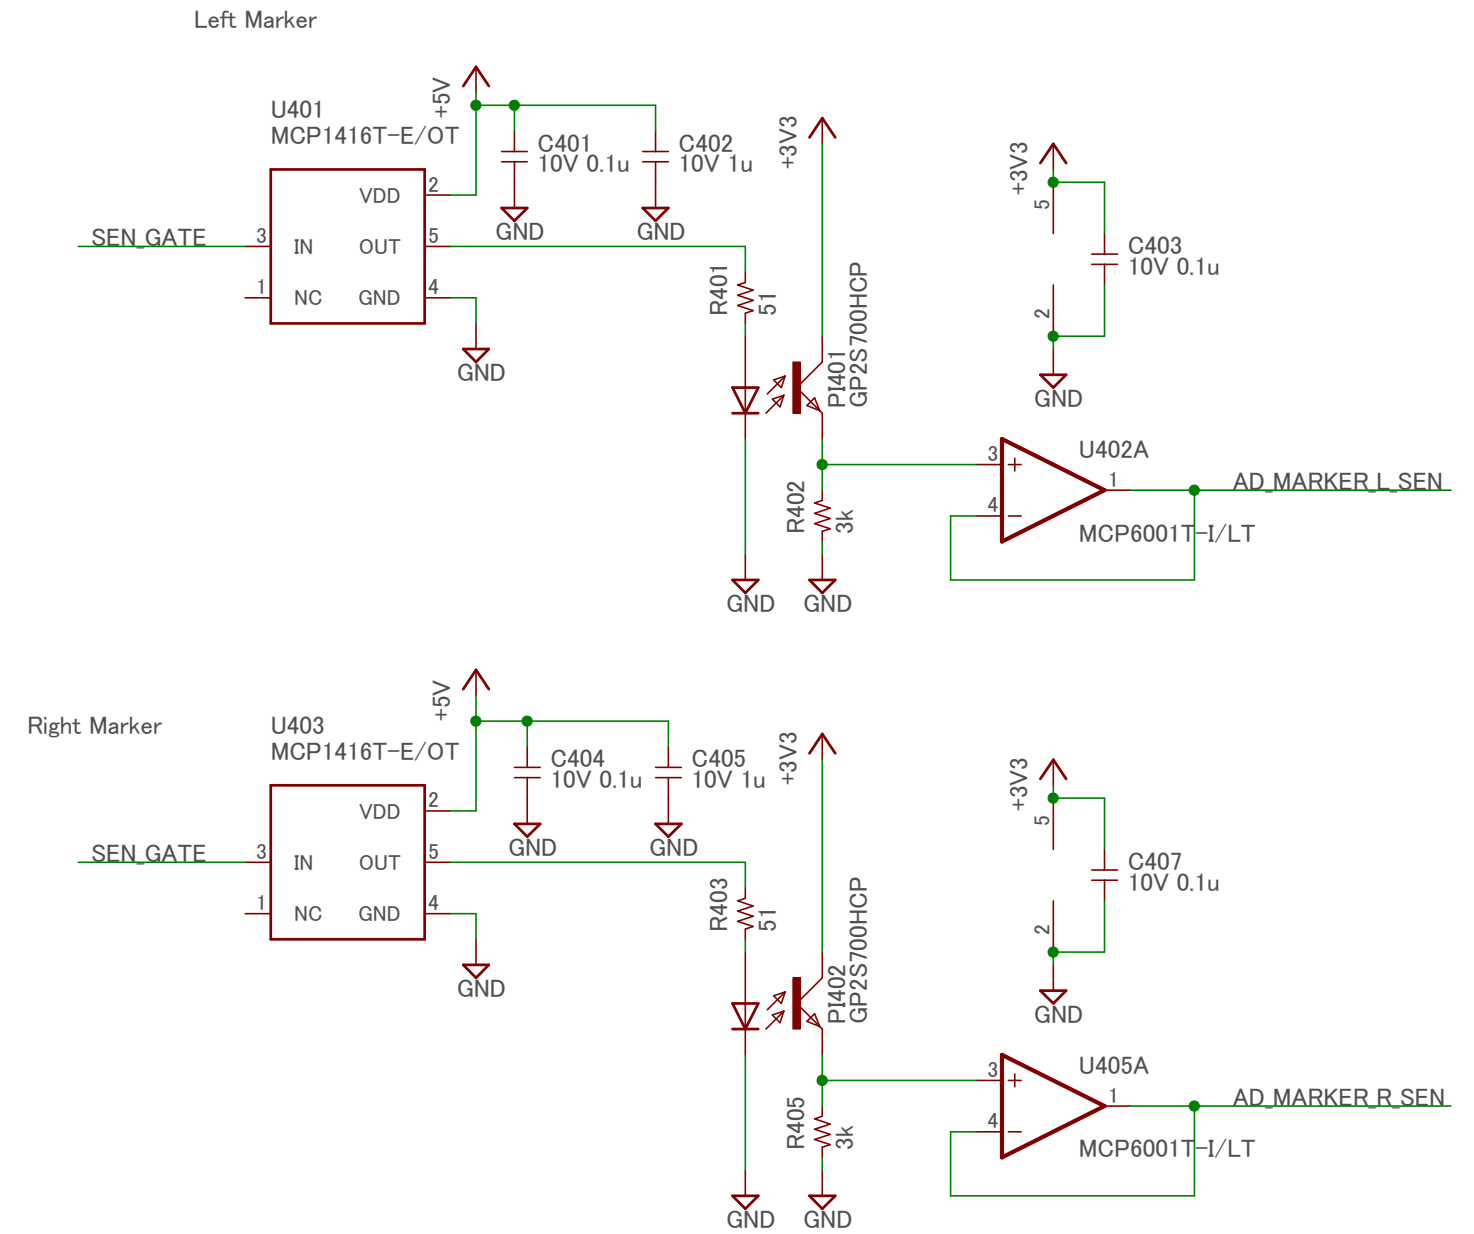 Left Marker
U401
MCP1416T-E/OT
+5V
C401
10V 0.1u
C402
10V 1u
GND
GND
VDD
2
SEN_GATE
3
IN
OUT
5
1
NC
GND
4
GND
R401
51
+3V3
PI401
GP2S700HCP
GND
R402
3k
GND
+3V3
5
C403
10V 0.1u
2
GND
U402A
3
4
1
MCP6001T-I/LT
AD_MARKER_L_SEN
Right Marker
U403
MCP1416T-E/OT
+5V
C404
10V 0.1u
C405
10V 1u
GND
GND
VDD
2
SEN_GATE
3
IN
OUT
5
1
NC
GND
4
GND
R403
51
+3V3
PI402
GP2S700HCP
GND
R405
3k
GND
+3V3
5
C407
10V 0.1u
2
GND
U405A
3
4
1
MCP6001T-I/LT
AD_MARKER_R_SEN